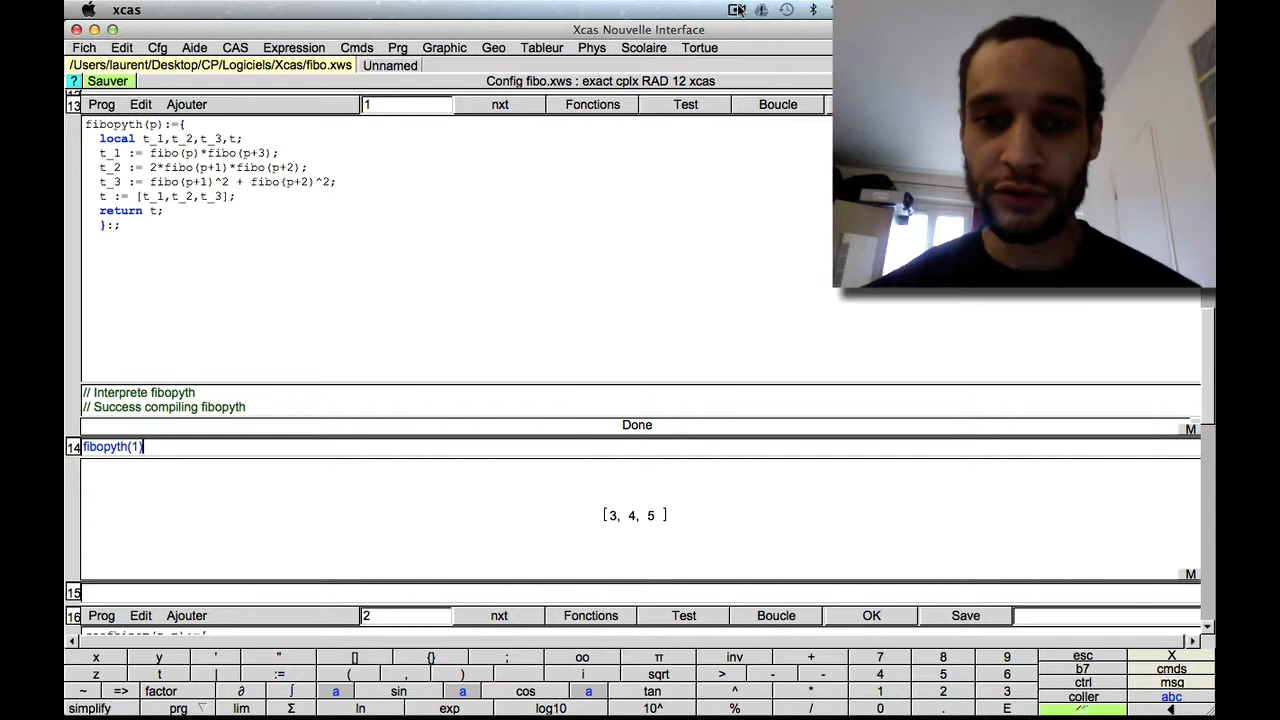 xcas
Xcas Nouvelle Interface
Fich Edit Cfg Aide CAS Expression Cmds Prg Graphic Geo Tableur Phys Scolaire Tortue
/Users/laurent/Desktop/CP/Logiciels/Xcas/fibo.xws Unnamed
? Sauver Config fibo.xws : exact cplx RAD 12 xcas
13 Prog Edit Ajouter 1 nxt Fonctions Test Boucle
fibopyth(p):={
local t_1,t_2,t_3,t;
t_1 := fibo(p)*fibo(p+3);
t_2 := 2*fibo(p+1)*fibo(p+2);
t_3 := fibo(p+1)^2 + fibo(p+2)^2;
t := [t_1,t_2,t_3];
return t;
}:;
// Interprete fibopyth
// Success compiling fibopyth
Done
M
14 fibopyth(1)
[3, 4, 5 ]
M
15
16 Prog Edit Ajouter 2 nxt Fonctions Test Boucle OK Save
x y ' " [] {} ; oo π inv + 7 8 9 esc X
z t | := ( , ) i sqrt > - - 4 5 6 b7 cmds
~ => factor ∂ ∫ a sin a cos a tan ^ * 1 2 3 ctrl msg
coller abc
simplify prg lim Σ ln exp log10 10^ % / 0 . E